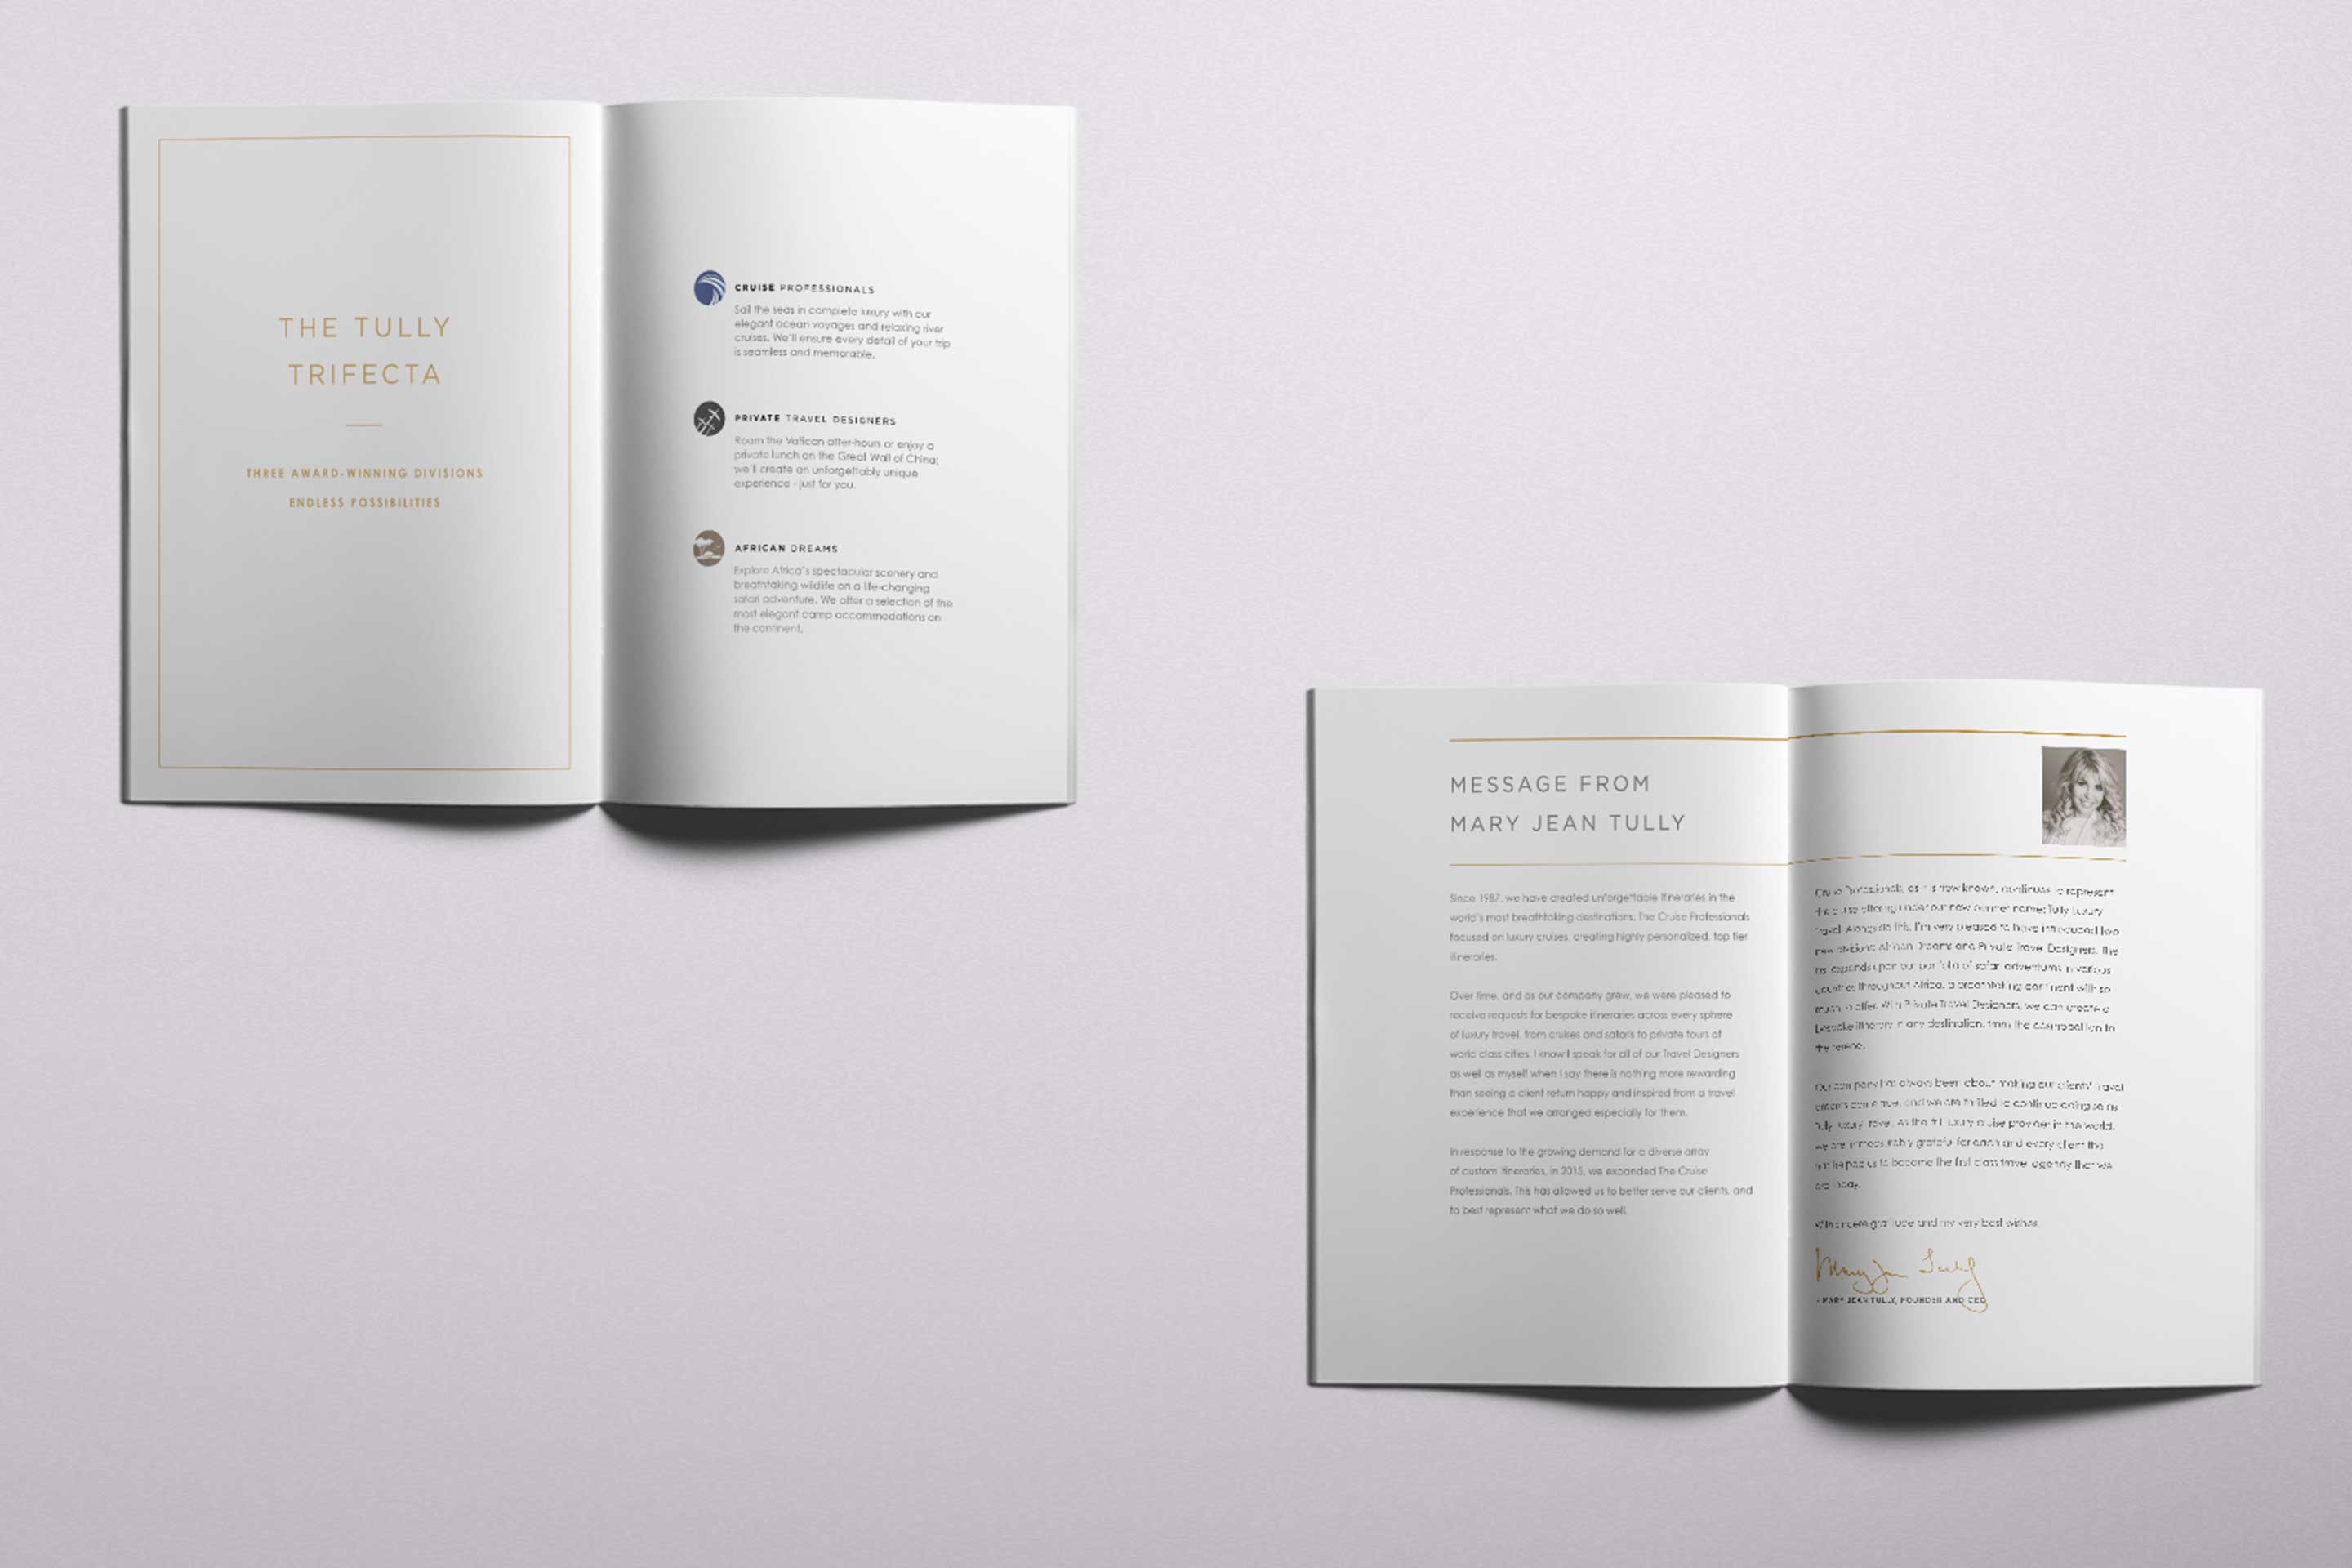 THE TULLY
TRIFECTA
THREE AWARD-WINNING DIVISIONS
ENDLESS POSSIBILITIES
CRUISE PROFESSIONALS
Sail the seas in complete luxury with our
elegant ocean voyages and relaxing river
cruises. We'll ensure every detail of your trip
is seamless and memorable.
PRIVATE TRAVEL DESIGNERS
Roam the Vatican after-hours or enjoy a
private lunch on the Great Wall of China;
we'll create an unforgettably unique
experience - just for you.
AFRICAN DREAMS
Explore Africa's spectacular scenery and
breathtaking wildlife on a life-changing
safari adventure. We offer a selection of the
most elegant camp accommodations on
the continent.
MESSAGE FROM
MARY JEAN TULLY
Since 1987, we have created unforgettable itineraries in the
world's most breathtaking destinations. The Cruise Professionals
focused on luxury cruises, creating highly personalized, top tier
itineraries.
Over time, and as our company grew, we were pleased to
receive requests for bespoke itineraries across every sphere
of luxury travel, from cruises and safaris to private tours of
world class cities. I know I speak for all of our Travel Designers
as well as myself when I say there is nothing more rewarding
than seeing a client return happy and inspired from a travel
experience that we arranged especially for them.
In response to the growing demand for a diverse array
of custom itineraries, in 2015, we expanded The Cruise
Professionals. This has allowed us to better serve our clients, and
to best represent what we do so well.
Cruise Professionals, as it is now known, continues to represent
the cruise offering under our new banner name: Tully Luxury
Travel. Alongside this, I'm very pleased to have introduced two
new divisions: African Dreams and Private Travel Designers. The
first expands upon our portfolio of safari adventures in various
countries throughout Africa, a breathtaking continent with so
much to offer. With Private Travel Designers, we can create a
bespoke itinerary in any destination, from the cosmopolitan to
the serene.
Our company has always been about making our clients' travel
dreams come true, and we are thrilled to continue doing so as
Tully Luxury Travel. As the #1 luxury cruise provider in the world,
we are immeasurably grateful for each and every client that
has helped us to become the first class travel agency that we
are today.
With sincere gratitude and my very best wishes,
Mary Jean Tully
- MARY JEAN TULLY, FOUNDER AND CEO